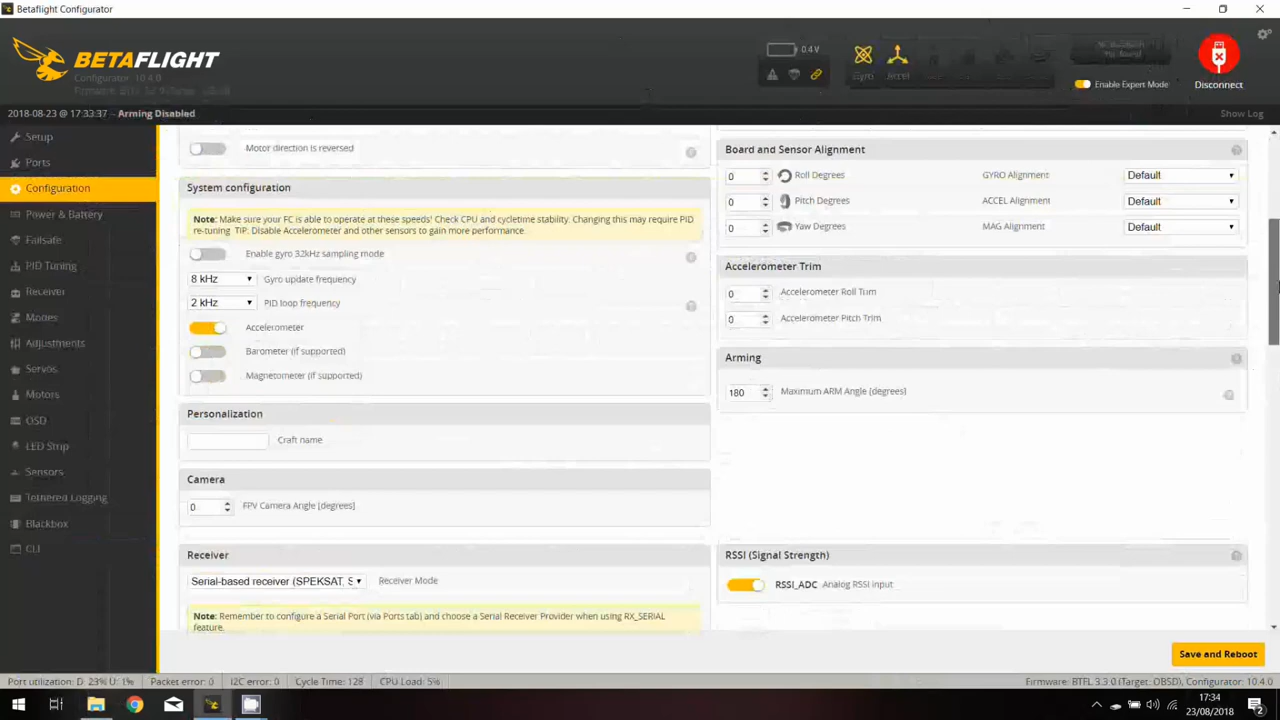 Betaflight Configurator
BETAFLIGHT
Configurator 10.4.0
0.4 V
Gyro
Accel
Enable Expert Mode
Disconnect
2018-08-23 @ 17:33:37
Arming Disabled
Show Log
Setup
Ports
Configuration
Power & Battery
Failsafe
PID Tuning
Receiver
Modes
Adjustments
Servos
Motors
OSD
LED Strip
Sensors
Tethered Logging
Blackbox
CLI
Motor direction is reversed
System configuration
Note: Make sure your FC is able to operate at these speeds! Check CPU and cycletime stability. Changing this may require PID
re-tuning. TIP: Disable Accelerometer and other sensors to gain more performance.
Enable gyro 32kHz sampling mode
8 kHz Gyro update frequency
2 kHz PID loop frequency
Accelerometer
Barometer (if supported)
Magnetometer (if supported)
Personalization
Craft name
Camera
0 FPV Camera Angle [degrees]
Receiver
Serial-based receiver (SPEKSAT, S Receiver Mode
Note: Remember to configure a Serial Port (via Ports tab) and choose a Serial Receiver Provider when using RX_SERIAL
feature.
Board and Sensor Alignment
0 Roll Degrees GYRO Alignment Default
0 Pitch Degrees ACCEL Alignment Default
0 Yaw Degrees MAG Alignment Default
Accelerometer Trim
0 Accelerometer Roll Trim
0 Accelerometer Pitch Trim
Arming
180 Maximum ARM Angle [degrees]
RSSI (Signal Strength)
RSSI_ADC Analog RSSI input
Save and Reboot
Port utilization: D: 23% U: 1% Packet error: 0 I2C error: 0 Cycle Time: 128 CPU Load: 5% Firmware: BTFL 3.3.0 (Target: OBSD), Configurator: 10.4.0
17:34
23/08/2018
2